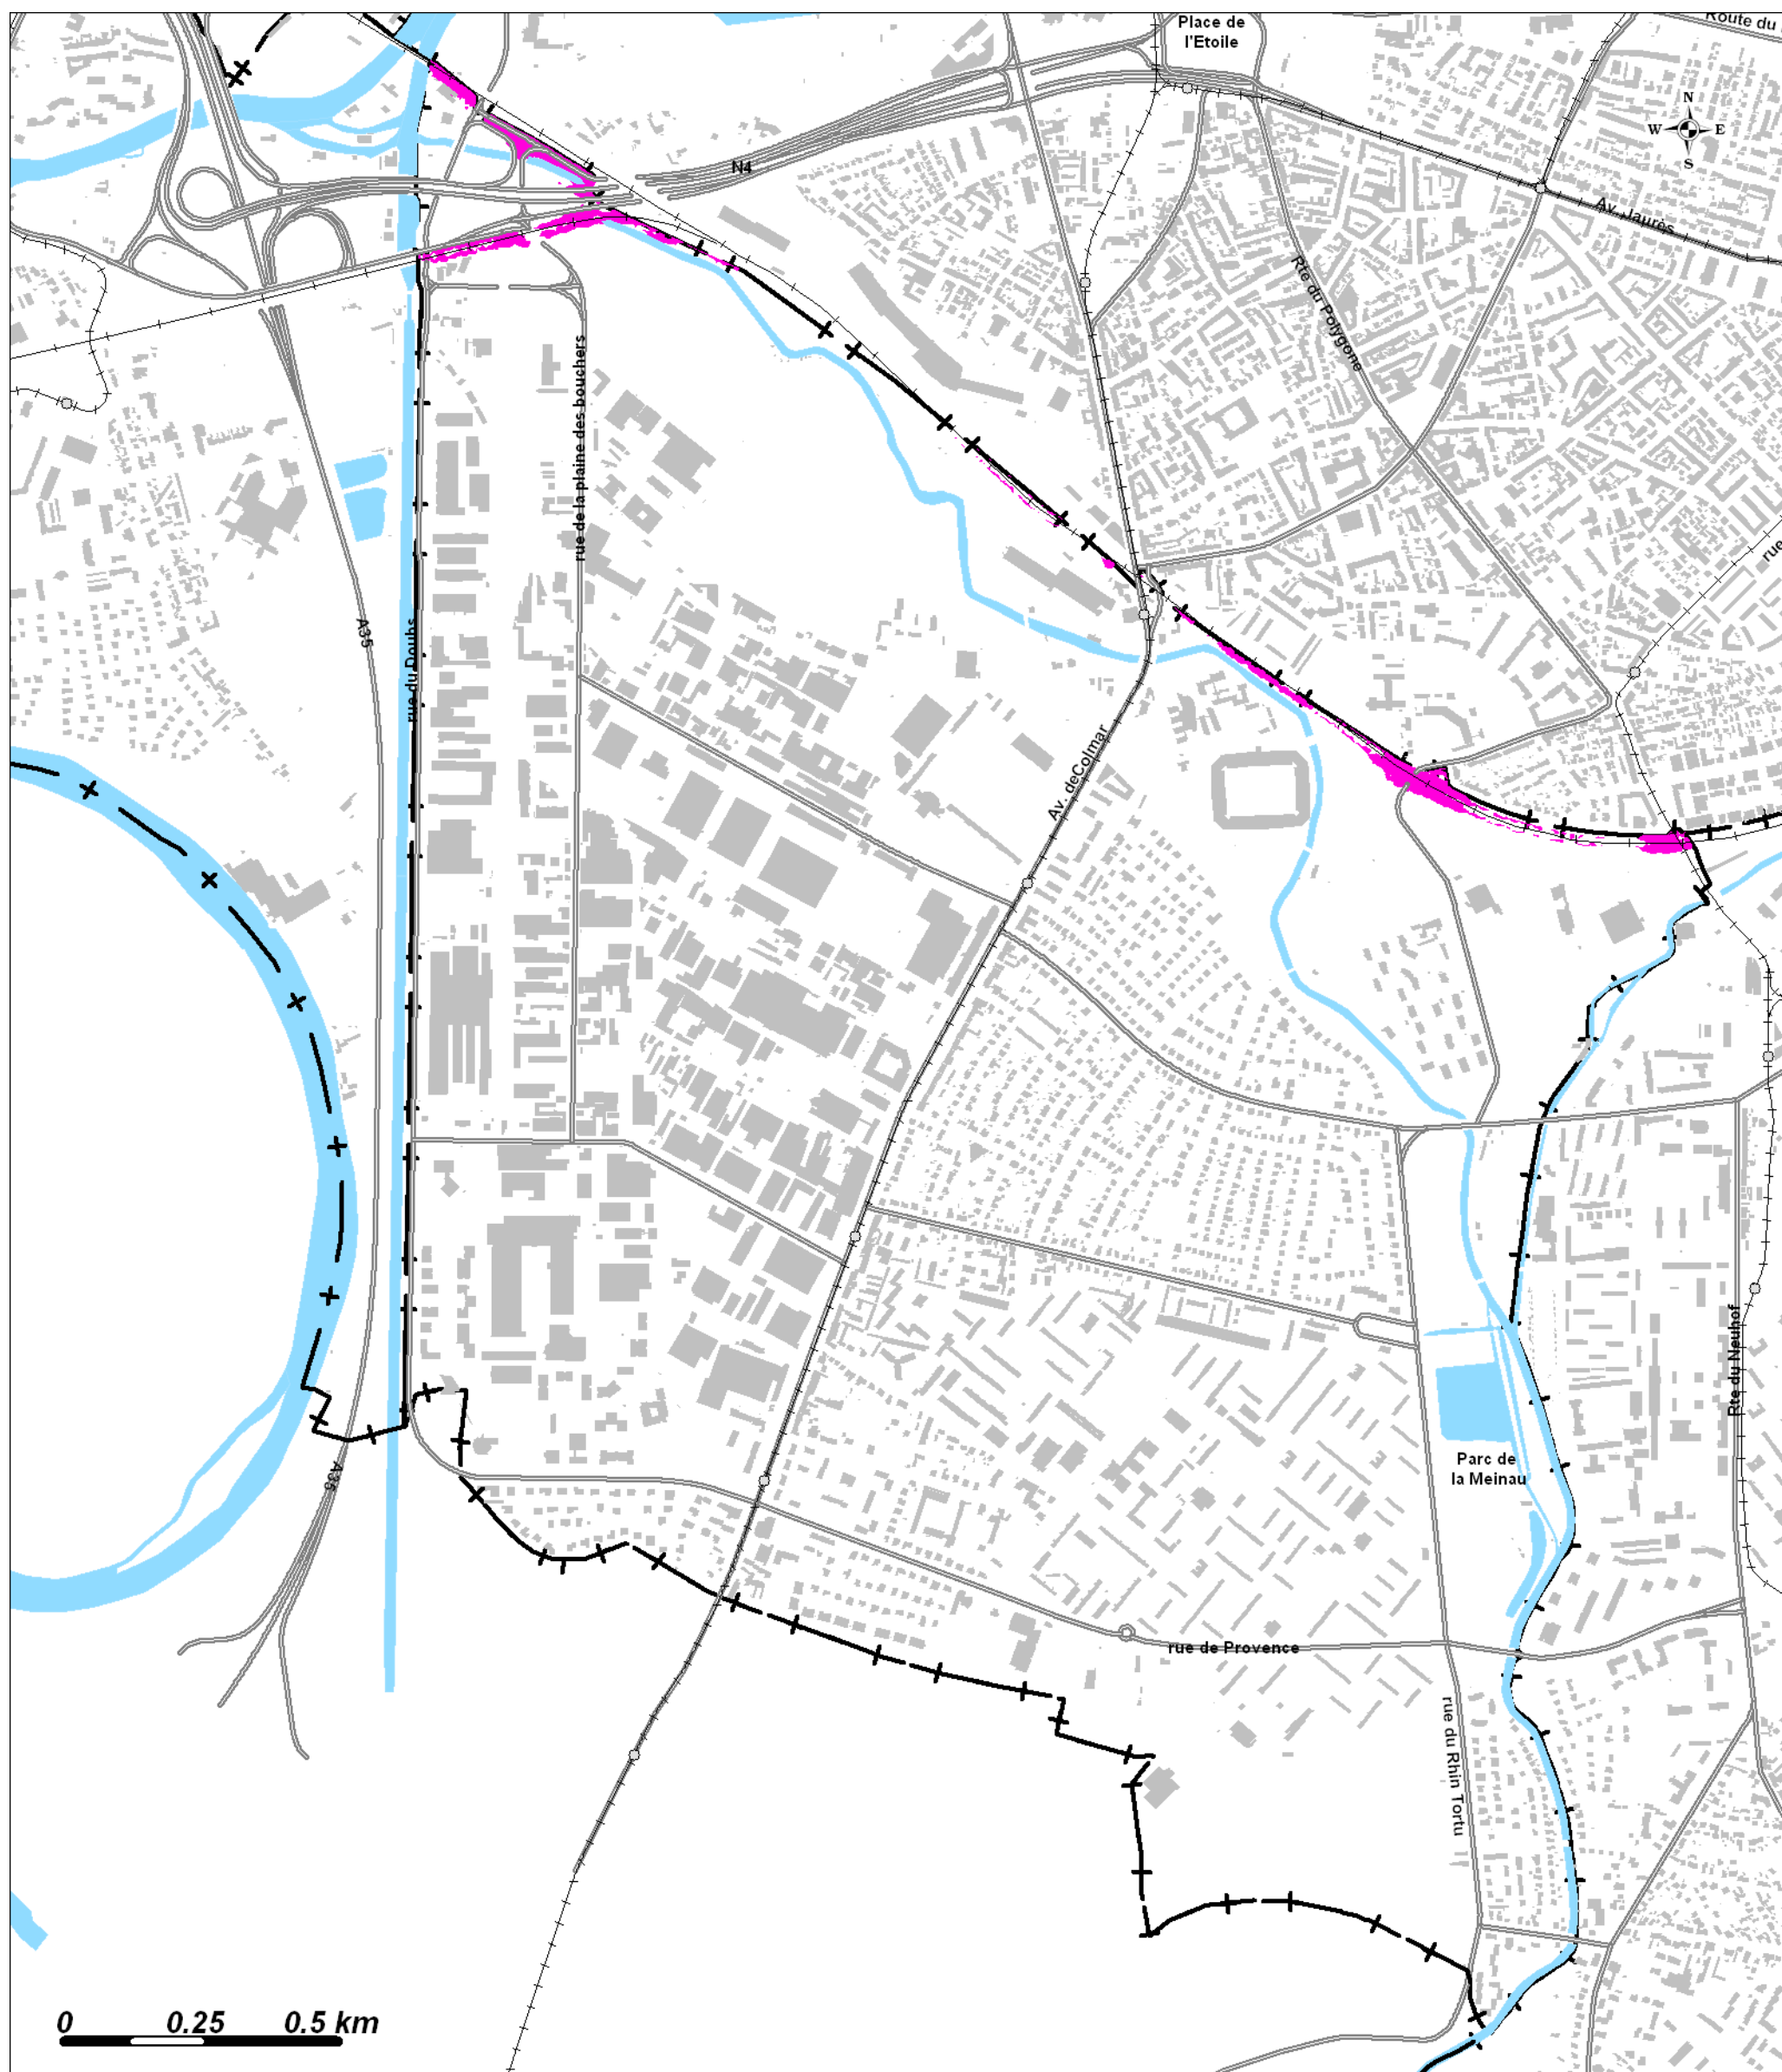 Place de
l'Etoile
Route du
N
W
E
S
N4
Av. Jaurès
Rte du Polygone
rue de la plaine des bouchers
rue
A35
rue du Doubs
Av. deColmar
Rte du Neuhof
Parc de
la Meinau
A35
rue de Provence
rue du Rhin Tortu
0 0.25 0.5 km